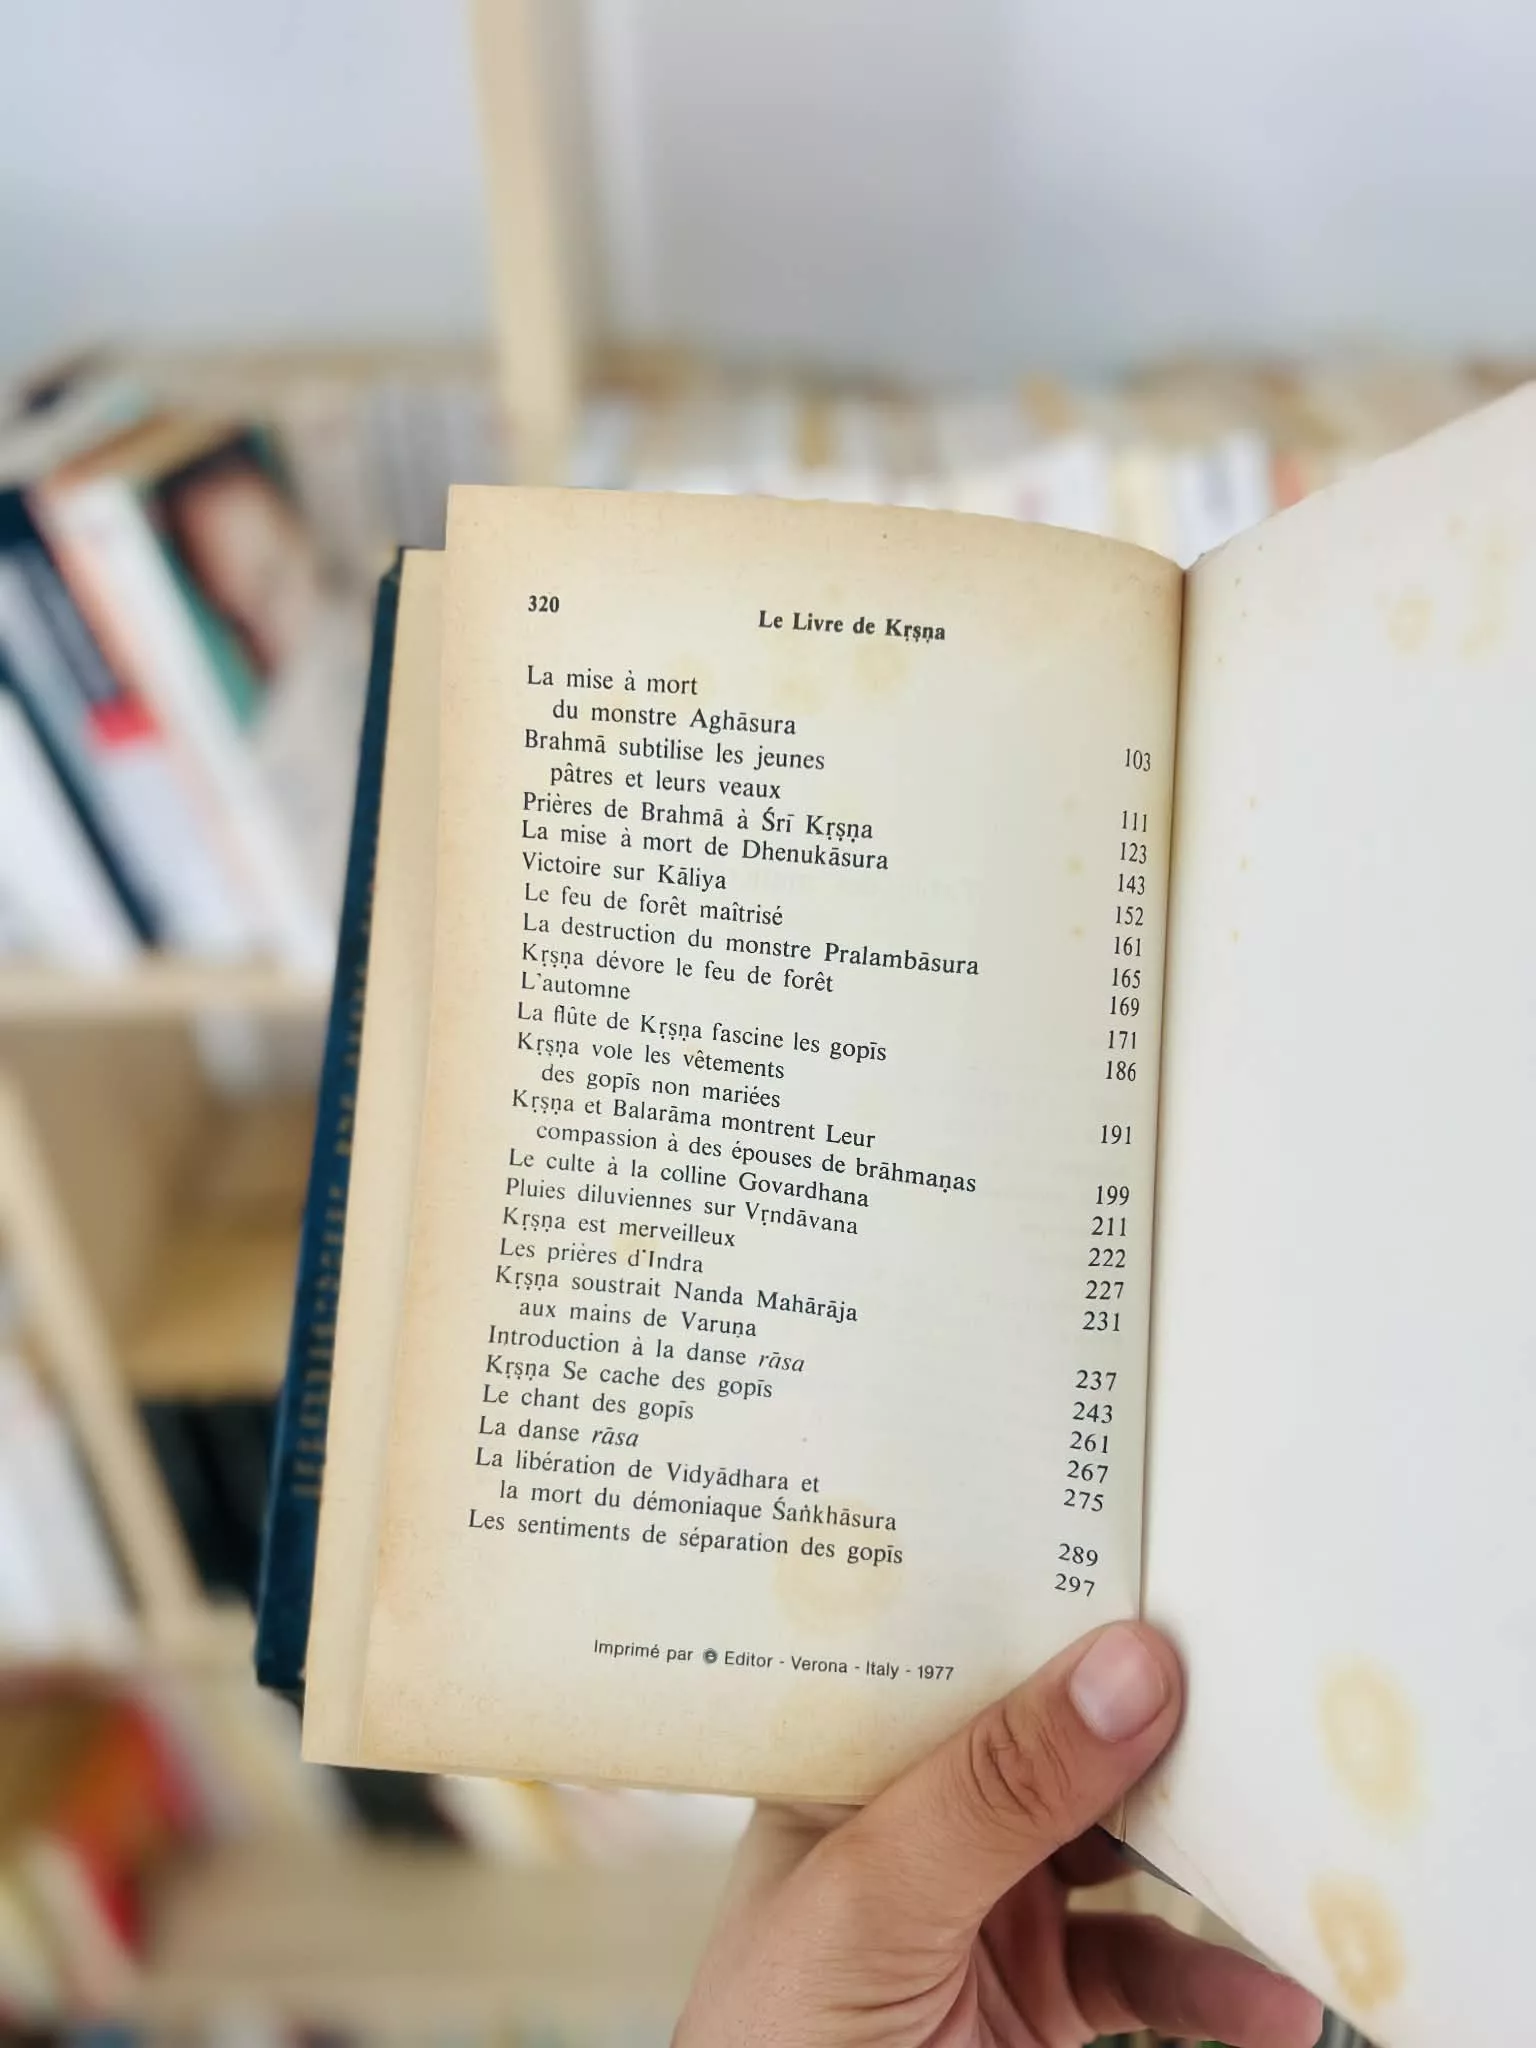 320
Le Livre de Kṛṣṇa
La mise à mort
du monstre Aghāsura 103
Brahmā subtilise les jeunes
pâtres et leurs veaux 111
Prières de Brahmā à Śrī Kṛṣṇa 123
La mise à mort de Dhenukāsura 143
Victoire sur Kāliya 152
Le feu de forêt maîtrisé 161
La destruction du monstre Pralambāsura 165
Kṛṣṇa dévore le feu de forêt 169
L'automne 171
La flûte de Kṛṣṇa fascine les gopīs 186
Kṛṣṇa vole les vêtements
des gopīs non mariées 191
Kṛṣṇa et Balarāma montrent Leur
compassion à des épouses de brāhmaṇas 199
Le culte à la colline Govardhana 211
Pluies diluviennes sur Vṛndāvana 222
Kṛṣṇa est merveilleux 227
Les prières d'Indra 231
Kṛṣṇa soustrait Nanda Mahārāja
aux mains de Varuṇa 237
Introduction à la danse rāsa 243
Kṛṣṇa Se cache des gopīs 261
Le chant des gopīs 267
La danse rāsa 275
La libération de Vidyādhara et
la mort du démoniaque Śaṅkhāsura 289
Les sentiments de séparation des gopīs 297
Imprimé par e Editor - Verona - Italy - 1977